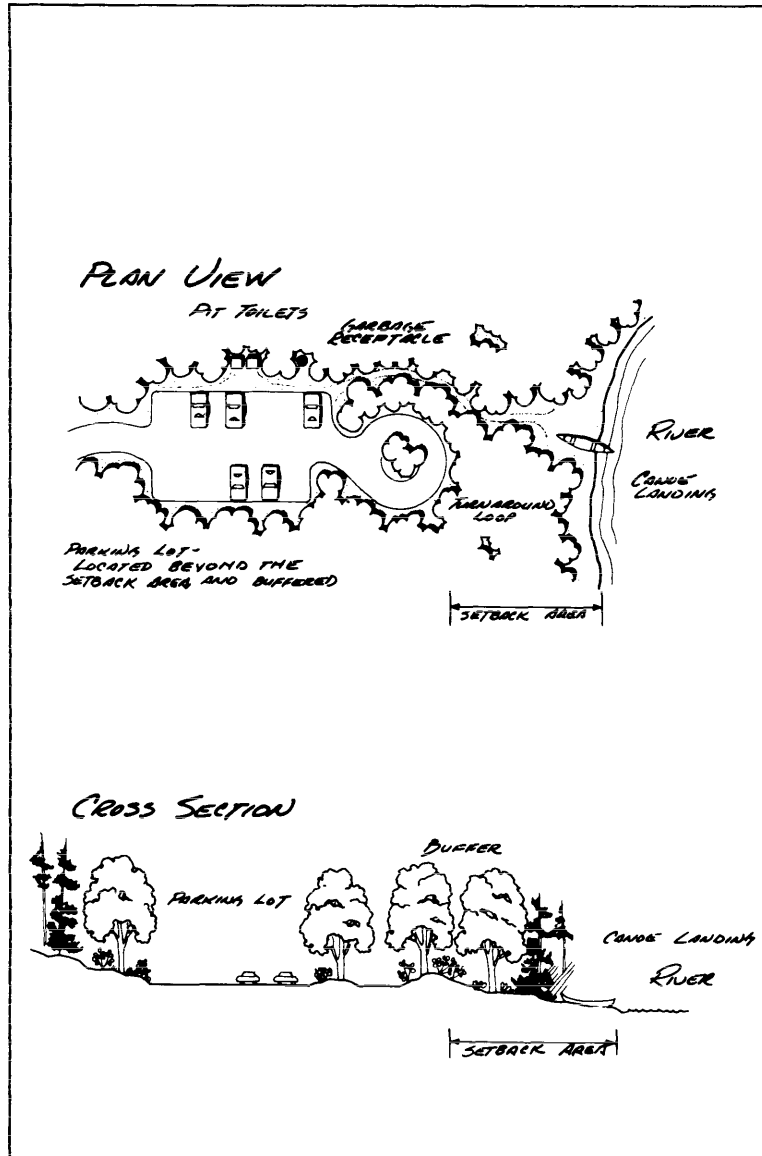 PLAN VIEW
PIT TOILETS
GARBAGE
RECEPTACLE
RIVER
CANOE
LANDING
TURNAROUND
LOOP
PARKING LOT-
LOCATED BEYOND THE
SETBACK AREA AND BUFFERED
SETBACK AREA
CROSS SECTION
BUFFER
PARKING LOT
CANOE LANDING
RIVER
SETBACK AREA